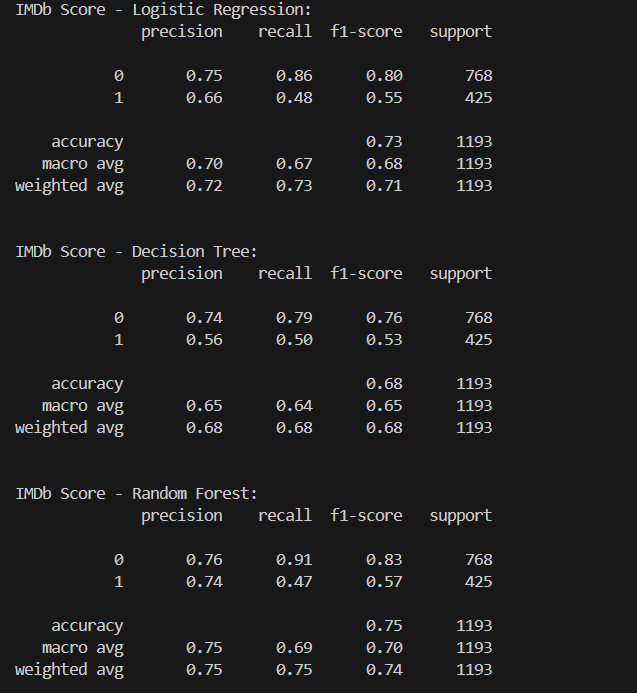 IMDb Score - Logistic Regression:
precision recall f1-score support
0 0.75 0.86 0.80 768
1 0.66 0.48 0.55 425
accuracy 0.73 1193
macro avg 0.70 0.67 0.68 1193
weighted avg 0.72 0.73 0.71 1193
IMDb Score - Decision Tree:
precision recall f1-score support
0 0.74 0.79 0.76 768
1 0.56 0.50 0.53 425
accuracy 0.68 1193
macro avg 0.65 0.64 0.65 1193
weighted avg 0.68 0.68 0.68 1193
IMDb Score - Random Forest:
precision recall f1-score support
0 0.76 0.91 0.83 768
1 0.74 0.47 0.57 425
accuracy 0.75 1193
macro avg 0.75 0.69 0.70 1193
weighted avg 0.75 0.75 0.74 1193